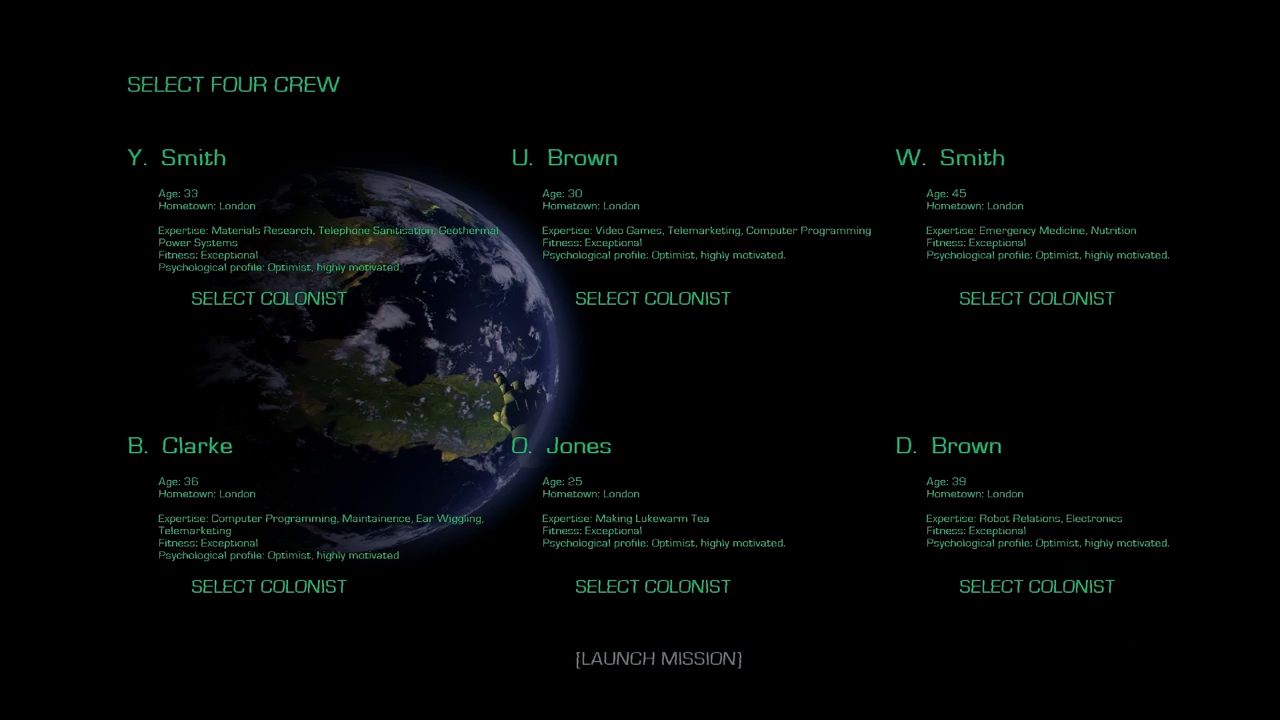 SELECT FOUR CREW
Y. Smith
Age: 33
Hometown: London
Expertise: Materials Research, Telephone Sanitisation, Geothermal
Power Systems
Fitness: Exceptional
Psychological profile: Optimist, highly motivated.
SELECT COLONIST
U. Brown
Age: 30
Hometown: London
Expertise: Video Games, Telemarketing, Computer Programming
Fitness: Exceptional
Psychological profile: Optimist, highly motivated.
SELECT COLONIST
W. Smith
Age: 45
Hometown: London
Expertise: Emergency Medicine, Nutrition
Fitness: Exceptional
Psychological profile: Optimist, highly motivated.
SELECT COLONIST
B. Clarke
Age: 36
Hometown: London
Expertise: Computer Programming, Maintainence, Ear Wiggling,
Telemarketing
Fitness: Exceptional
Psychological profile: Optimist, highly motivated
SELECT COLONIST
O. Jones
Age: 25
Hometown: London
Expertise: Making Lukewarm Tea
Fitness: Exceptional
Psychological profile: Optimist, highly motivated.
SELECT COLONIST
D. Brown
Age: 39
Hometown: London
Expertise: Robot Relations, Electronics
Fitness: Exceptional
Psychological profile: Optimist, highly motivated.
SELECT COLONIST
[LAUNCH MISSION]